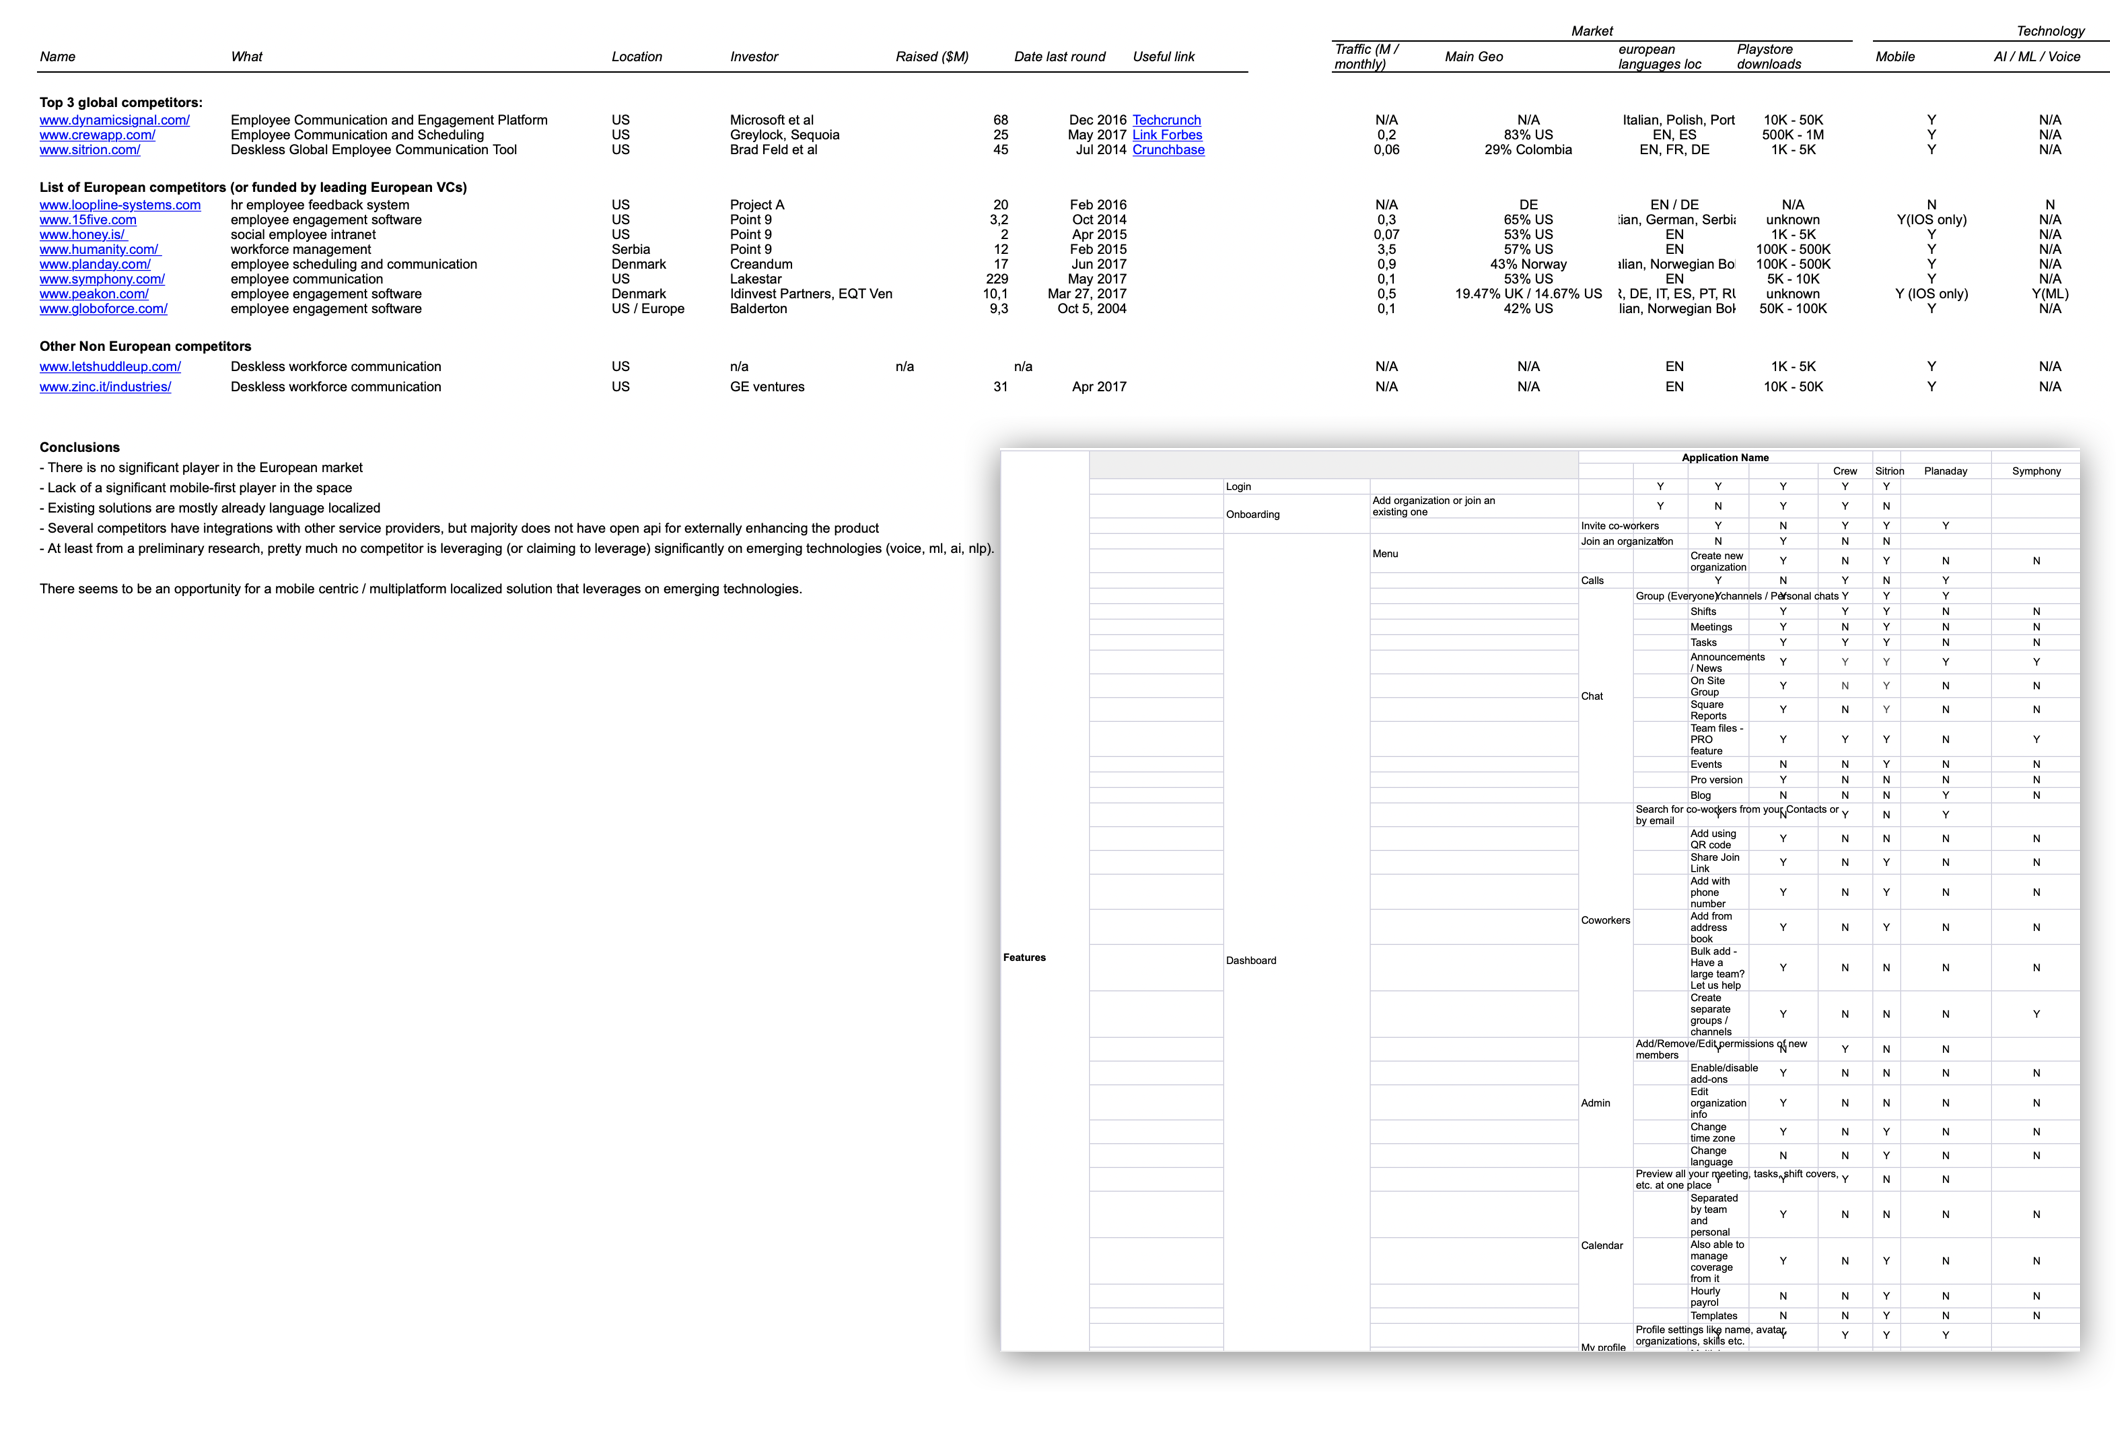 Market Technology
Name What Location Investor Raised ($M) Date last round Useful link Traffic (M / monthly) Main Geo european languages loc Playstore downloads Mobile AI / ML / Voice
Top 3 global competitors:
www.dynamicsignal.com/ Employee Communication and Engagement Platform US Microsoft et al 68 Dec 2016 Techcrunch N/A N/A Italian, Polish, Port 10K - 50K Y N/A
www.crewapp.com/ Employee Communication and Scheduling US Greylock, Sequoia 25 May 2017 Link Forbes 0,2 83% US EN, ES 500K - 1M Y N/A
www.sitrion.com/ Deskless Global Employee Communication Tool US Brad Feld et al 45 Jul 2014 Crunchbase 0,06 29% Colombia EN, FR, DE 1K - 5K Y N/A
List of European competitors (or funded by leading European VCs)
www.loopline-systems.com hr employee feedback system US Project A 20 Feb 2016 N/A DE EN / DE N/A N N
www.15five.com employee engagement software US Point 9 3,2 Oct 2014 0,3 65% US German, unknown Y(IOS only) N/A
www.honey.is/ social employee intranet US Point 9 2 Apr 2015 0,07 53% US EN 1K - 5K Y N/A
www.humanity.com/ workforce management Serbia Point 9 12 Feb 2015 3,5 57% US EN 100K - 500K Y N/A
www.planday.com/ employee scheduling and communication Denmark Creandum 17 Jun 2017 0,9 43% Norway Norwegian 100K - 500K Y N/A
www.symphony.com/ employee communication US Lakestar 229 May 2017 0,1 53% US EN 5K - 10K Y N/A
www.peakon.com/ employee engagement software Denmark Idinvest Partners, EQT Ven 10,1 Mar 27, 2017 0,5 19.47% UK / 14.67% US DE, IT, ES, PT, unknown Y (IOS only) Y(ML)
www.globoforce.com/ employee engagement software US / Europe Balderton 9,3 Oct 5, 2004 0,1 42% US Norwegian 50K - 100K Y N/A
Other Non European competitors
www.letshuddleup.com/ Deskless workforce communication US n/a n/a n/a N/A N/A EN 1K - 5K Y N/A
www.zinc.it/industries/ Deskless workforce communication US GE ventures 31 Apr 2017 N/A N/A EN 10K - 50K Y N/A
Conclusions
- There is no significant player in the European market
- Lack of a significant mobile-first player in the space
- Existing solutions are mostly already language localized
- Several competitors have integrations with other service providers, but majority does not have open api for externally enhancing the product
- At least from a preliminary research, pretty much no competitor is leveraging (or claiming to leverage) significantly on emerging technologies (voice, ml, ai, nlp).
There seems to be an opportunity for a mobile centric / multiplatform localized solution that leverages on emerging technologies.
Application Name
Crew Sitrion Planaday Symphony
Features
Login Y Y Y Y Y
Onboarding Add organization or join an existing one Y N Y Y N
Dashboard
Menu
Invite co-workers Y N Y Y Y
Join an organization Y N Y N N
Create new organization Y N Y N N
Calls Y N Y N Y
Chat
Group (Everyone) channels / Personal chats Y Y Y Y Y
Shifts Y Y Y N N
Meetings Y N Y N N
Tasks Y Y Y N N
Announcements / News Y Y Y Y Y
On Site Group Y N Y N N
Square Reports Y N Y N N
Team files - PRO feature Y Y Y N Y
Events N N Y N N
Pro version Y N N N N
Blog N N N Y N
Coworkers
Search for co-workers from your Contacts or by email Y N Y N Y
Add using QR code Y N N N N
Share Join Link Y N Y N N
Add with phone number Y N Y N N
Add from address book Y N Y N N
Bulk add - Have a large team? Let us help Y N N N N
Create separate groups / channels Y N N N Y
Admin
Add/Remove/Edit permissions of new members Y N Y N N
Enable/disable add-ons Y N N N N
Edit organization info Y N N N N
Change time zone Y N Y N N
Change language N N Y N N
Calendar
Preview all your meeting, tasks, shift covers, etc. at one place Y Y Y N N
Separated by team and personal Y N N N N
Also able to manage coverage from it Y N Y N N
Hourly payrol N N Y N N
Templates N N Y N N
My profile
Profile settings like name, avatar, organizations, skills etc. Y Y Y Y Y